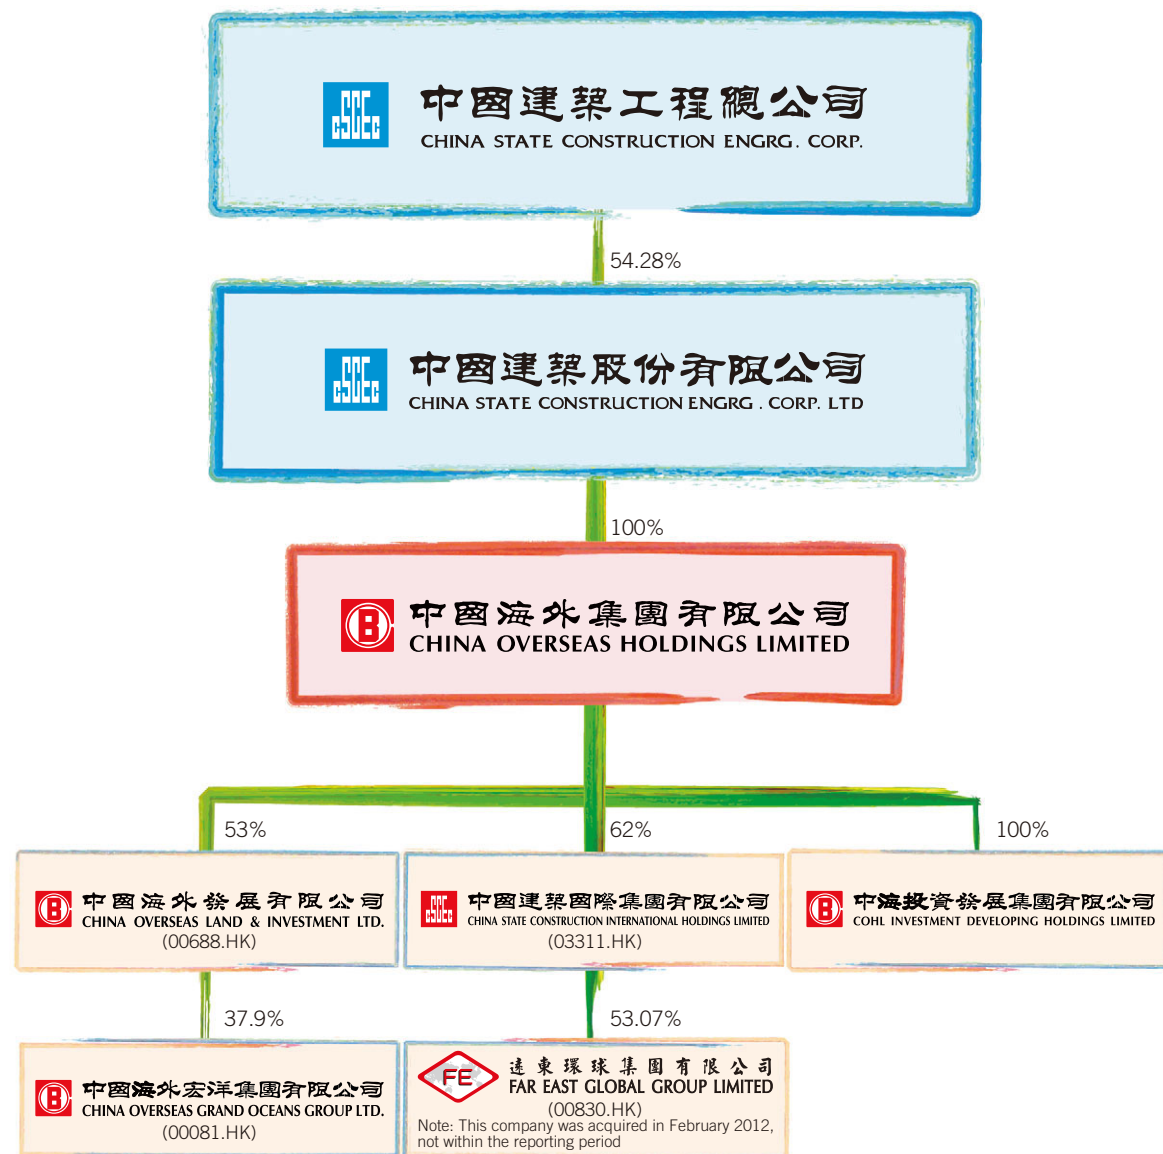 CSCEC
中國建築工程總公司
CHINA STATE CONSTRUCTION ENGRG. CORP.
54.28%
CSCEC
中國建築股份有限公司
CHINA STATE CONSTRUCTION ENGRG . CORP. LTD
100%
中國海外集團有限公司
CHINA OVERSEAS HOLDINGS LIMITED
53%
62%
100%
中國海外發展有限公司
CHINA OVERSEAS LAND & INVESTMENT LTD.
(00688.HK)
CSCEC
中國建築國際集團有限公司
CHINA STATE CONSTRUCTION INTERNATIONAL HOLDINGS LIMITED
(03311.HK)
中海投資發展集團有限公司
COHL INVESTMENT DEVELOPING HOLDINGS LIMITED
37.9%
53.07%
中國海外宏洋集團有限公司
CHINA OVERSEAS GRAND OCEANS GROUP LTD.
(00081.HK)
FE
遠東環球集團有限公司
FAR EAST GLOBAL GROUP LIMITED
(00830.HK)
Note: This company was acquired in February 2012,
not within the reporting period